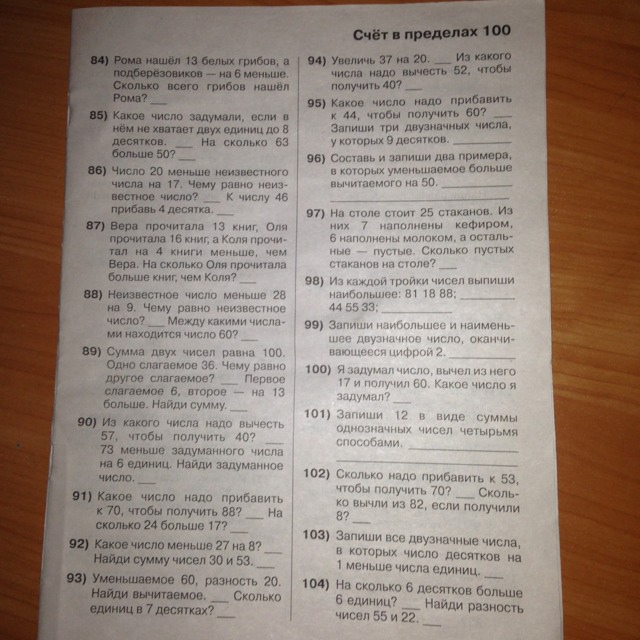 Счёт в пределах 100
84) Рома нашёл 13 белых грибов, а
подберёзовиков — на 6 меньше.
Сколько всего грибов нашёл
Рома? ___
85) Какое число задумали, если в
нём не хватает двух единиц до 8
десятков. ___ На сколько 63
больше 50? ___
86) Число 20 меньше неизвестного
числа на 17. Чему равно неиз-
вестное число? ___ К числу 46
прибавь 4 десятка. ___
87) Вера прочитала 13 книг, Оля
прочитала 16 книг, а Коля прочи-
тал на 4 книги меньше, чем
Вера. На сколько Оля прочитала
больше книг, чем Коля? ___
88) Неизвестное число меньше 28
на 9. Чему равно неизвестное
число? ___ Между какими числа-
ми находится число 60? ___
89) Сумма двух чисел равна 100.
Одно слагаемое 36. Чему равно
другое слагаемое? ___ Первое
слагаемое 6, второе — на 13
больше. Найди сумму. ___
90) Из какого числа надо вычесть
57, чтобы получить 40? ___
73 меньше задуманного числа
на 6 единиц. Найди задуманное
число. ___
91) Какое число надо прибавить
к 70, чтобы получить 88? ___ На
сколько 24 больше 17? ___
92) Какое число меньше 27 на 8? ___
Найди сумму чисел 30 и 53. ___
93) Уменьшаемое 60, разность 20.
Найди вычитаемое. ___ Сколько
единиц в 7 десятках? ___
94) Увеличь 37 на 20. ___ Из какого
числа надо вычесть 52, чтобы
получить 40? ___
95) Какое число надо прибавить
к 44, чтобы получить 60? ___
Запиши три двузначных числа,
у которых 9 десятков. ___
96) Составь и запиши два примера,
в которых уменьшаемое больше
вычитаемого на 50. ___
97) На столе стоит 25 стаканов. Из
них 7 наполнены кефиром,
6 наполнены молоком, а осталь-
ные — пустые. Сколько пустых
стаканов на столе? ___
98) Из каждой тройки чисел выпиши
наибольшее: 81 18 88; ___
44 55 33; ___
99) Запиши наибольшее и наимень-
шее двузначное число, оканчи-
вающееся цифрой 2. ___
100) Я задумал число, вычел из него
17 и получил 60. Какое число я
задумал? ___
101) Запиши 12 в виде суммы
однозначных чисел четырьмя
способами. ___
102) Сколько надо прибавить к 53,
чтобы получить 70? ___ Сколь-
ко вычли из 82, если получили
8? ___
103) Запиши все двузначные числа,
в которых число десятков на
1 меньше числа единиц. ___
104) На сколько 6 десятков больше
6 единиц? ___ Найди разность
чисел 55 и 22. ___